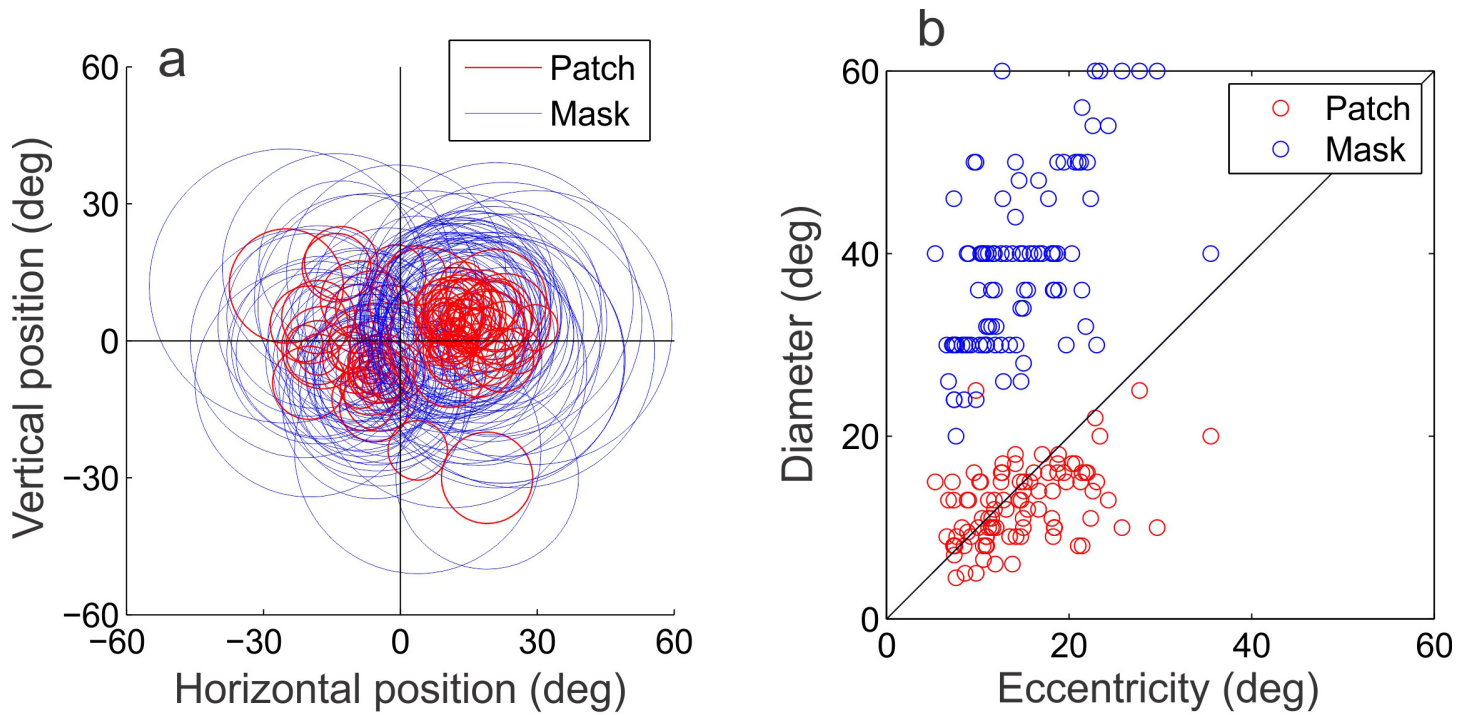 a
Patch
Mask
60
30
0
−30
−60
−60
−30
0
30
60
Vertical position (deg)
Horizontal position (deg)
b
Patch
Mask
60
40
20
0
0
20
40
60
Diameter (deg)
Eccentricity (deg)